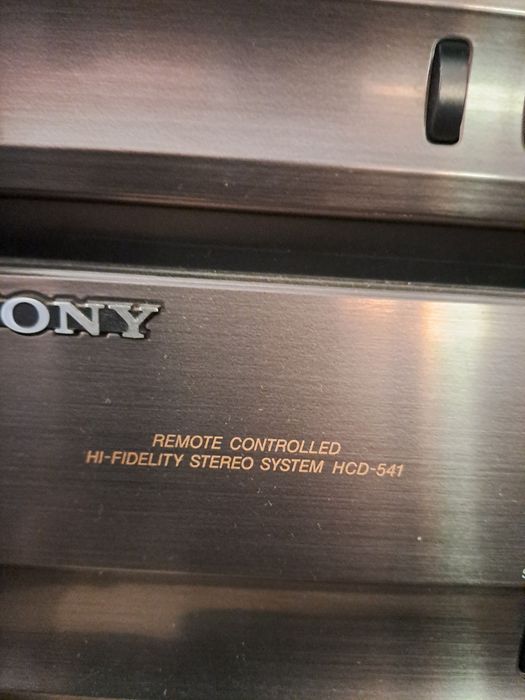 ONY
REMOTE CONTROLLED
HI-FIDELITY STEREO SYSTEM HCD-541